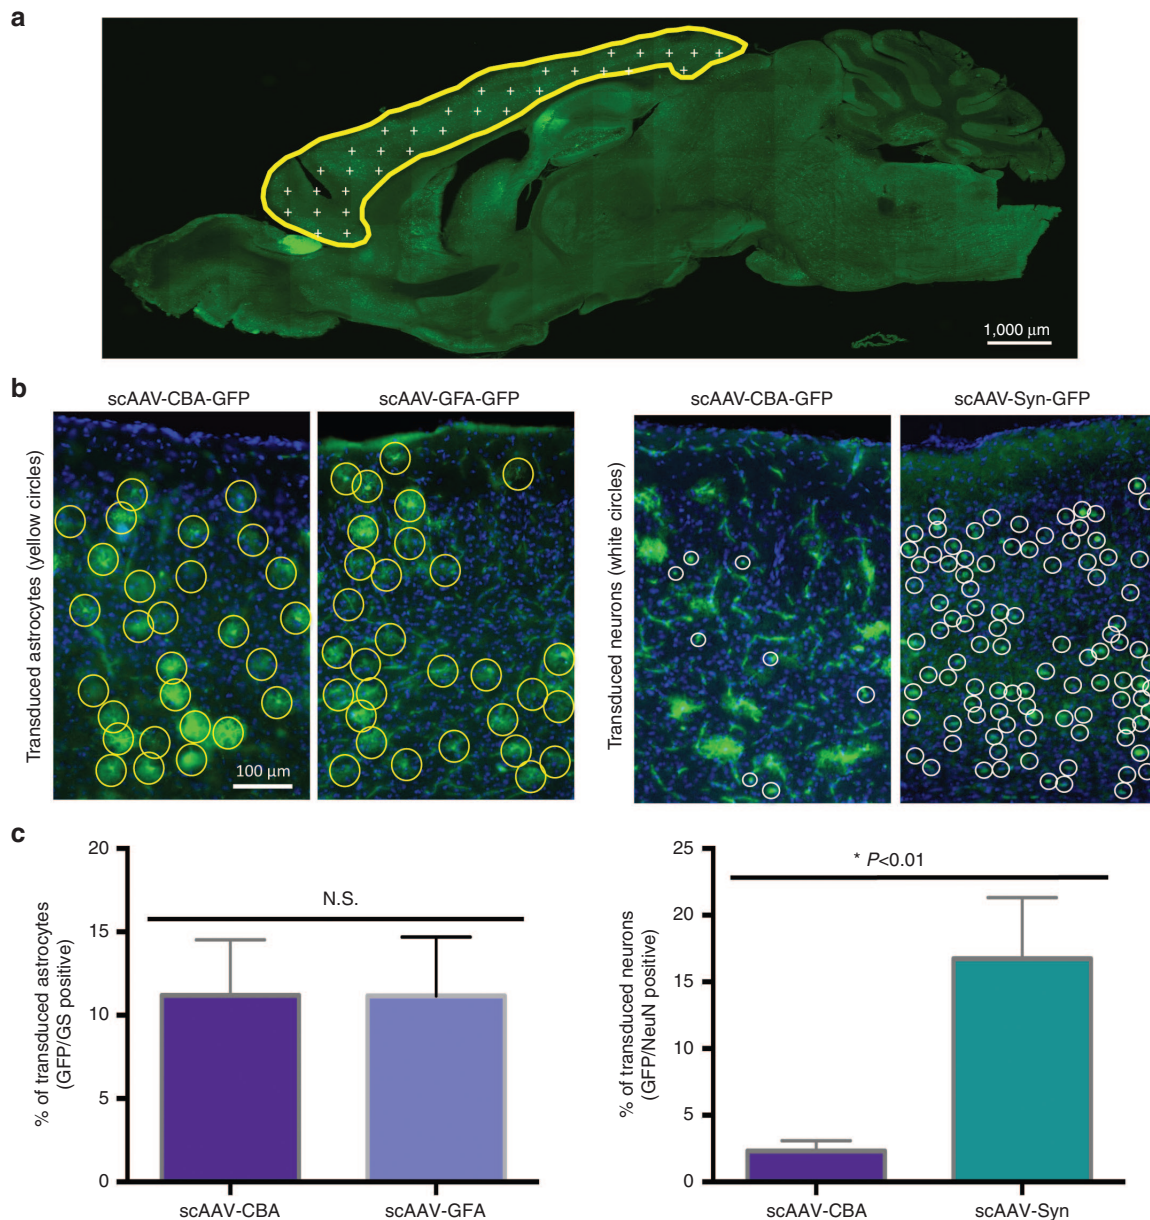 a
1,000 μm
b
scAAV-CBA-GFP
scAAV-GFA-GFP
scAAV-CBA-GFP
scAAV-Syn-GFP
Transduced astrocytes (yellow circles)
100 μm
Transduced neurons (white circles)
c
% of transduced astrocytes
(GFP/GS positive)
20
15
10
5
0
N.S.
scAAV-CBA
scAAV-GFA
% of transduced neurons
(GFP/NeuN positive)
25
20
15
10
5
0
* P<0.01
scAAV-CBA
scAAV-Syn